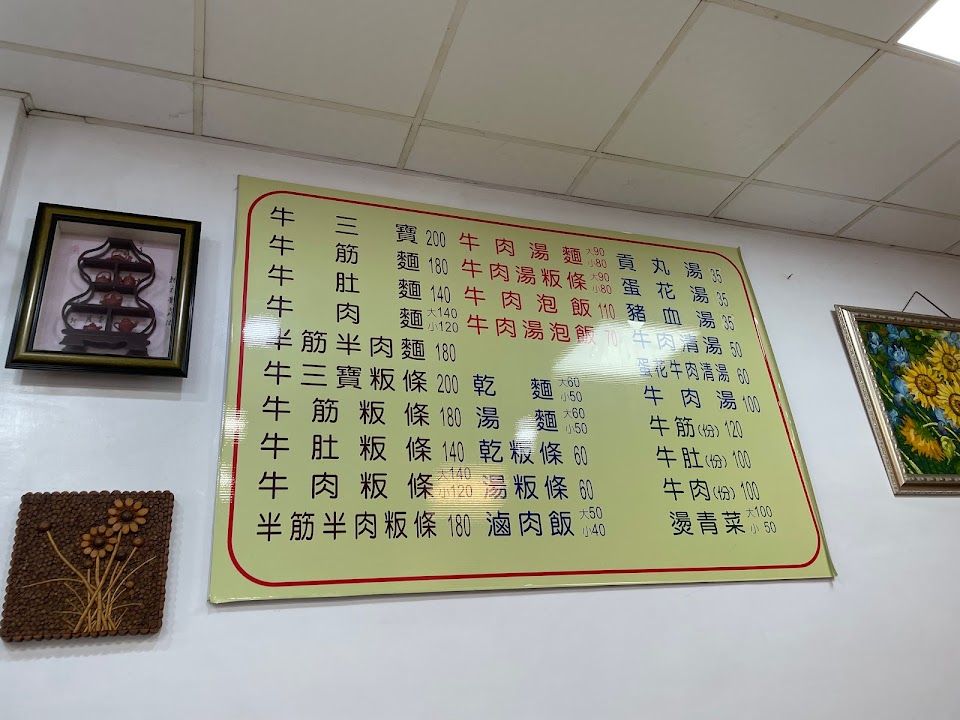 牛三寶 200
牛筋麵 180
牛肚麵 140
牛肉麵 大140 小120
半筋半肉麵 180
牛三寶粄條 200
牛筋粄條 180
牛肚粄條 140
牛肉粄條 大140 小120
半筋半肉粄條 180
牛肉湯麵 大90 小80
牛肉湯粄條 大90 小80
牛肉泡飯 110
牛肉湯泡飯 70
乾麵 大60 小50
湯麵 大60 小50
乾粄條 60
湯粄條 60
滷肉飯 大50 小40
貢丸湯 35
蛋花湯 35
豬血湯 35
牛肉清湯 50
蛋花牛肉清湯 60
牛肉湯 100
牛筋(份) 120
牛肚(份) 100
牛肉(份) 100
燙青菜 大100 小50